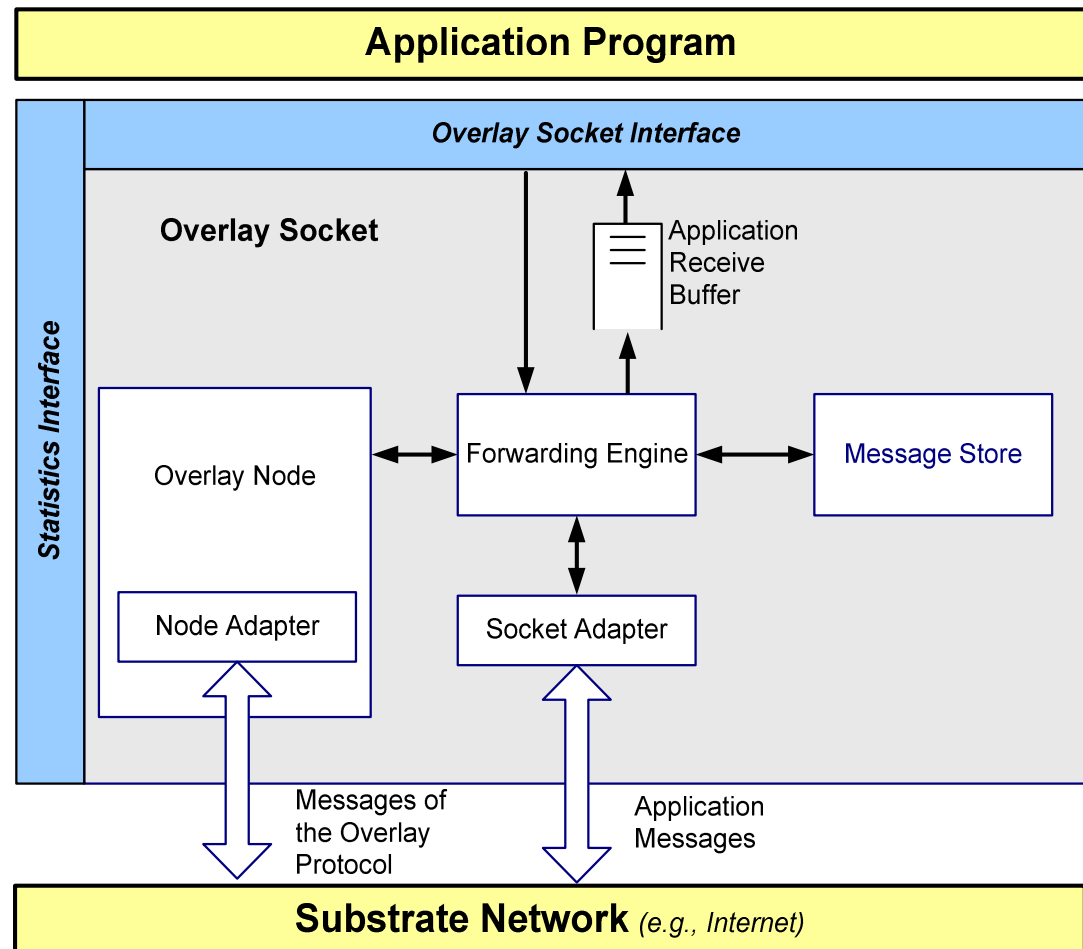 Application Program
Overlay Socket Interface
Statistics Interface
Overlay Socket
Application
Receive
Buffer
Overlay Node
Forwarding Engine
Message Store
Node Adapter
Socket Adapter
Messages of
the Overlay
Protocol
Application
Messages
Substrate Network (e.g., Internet)